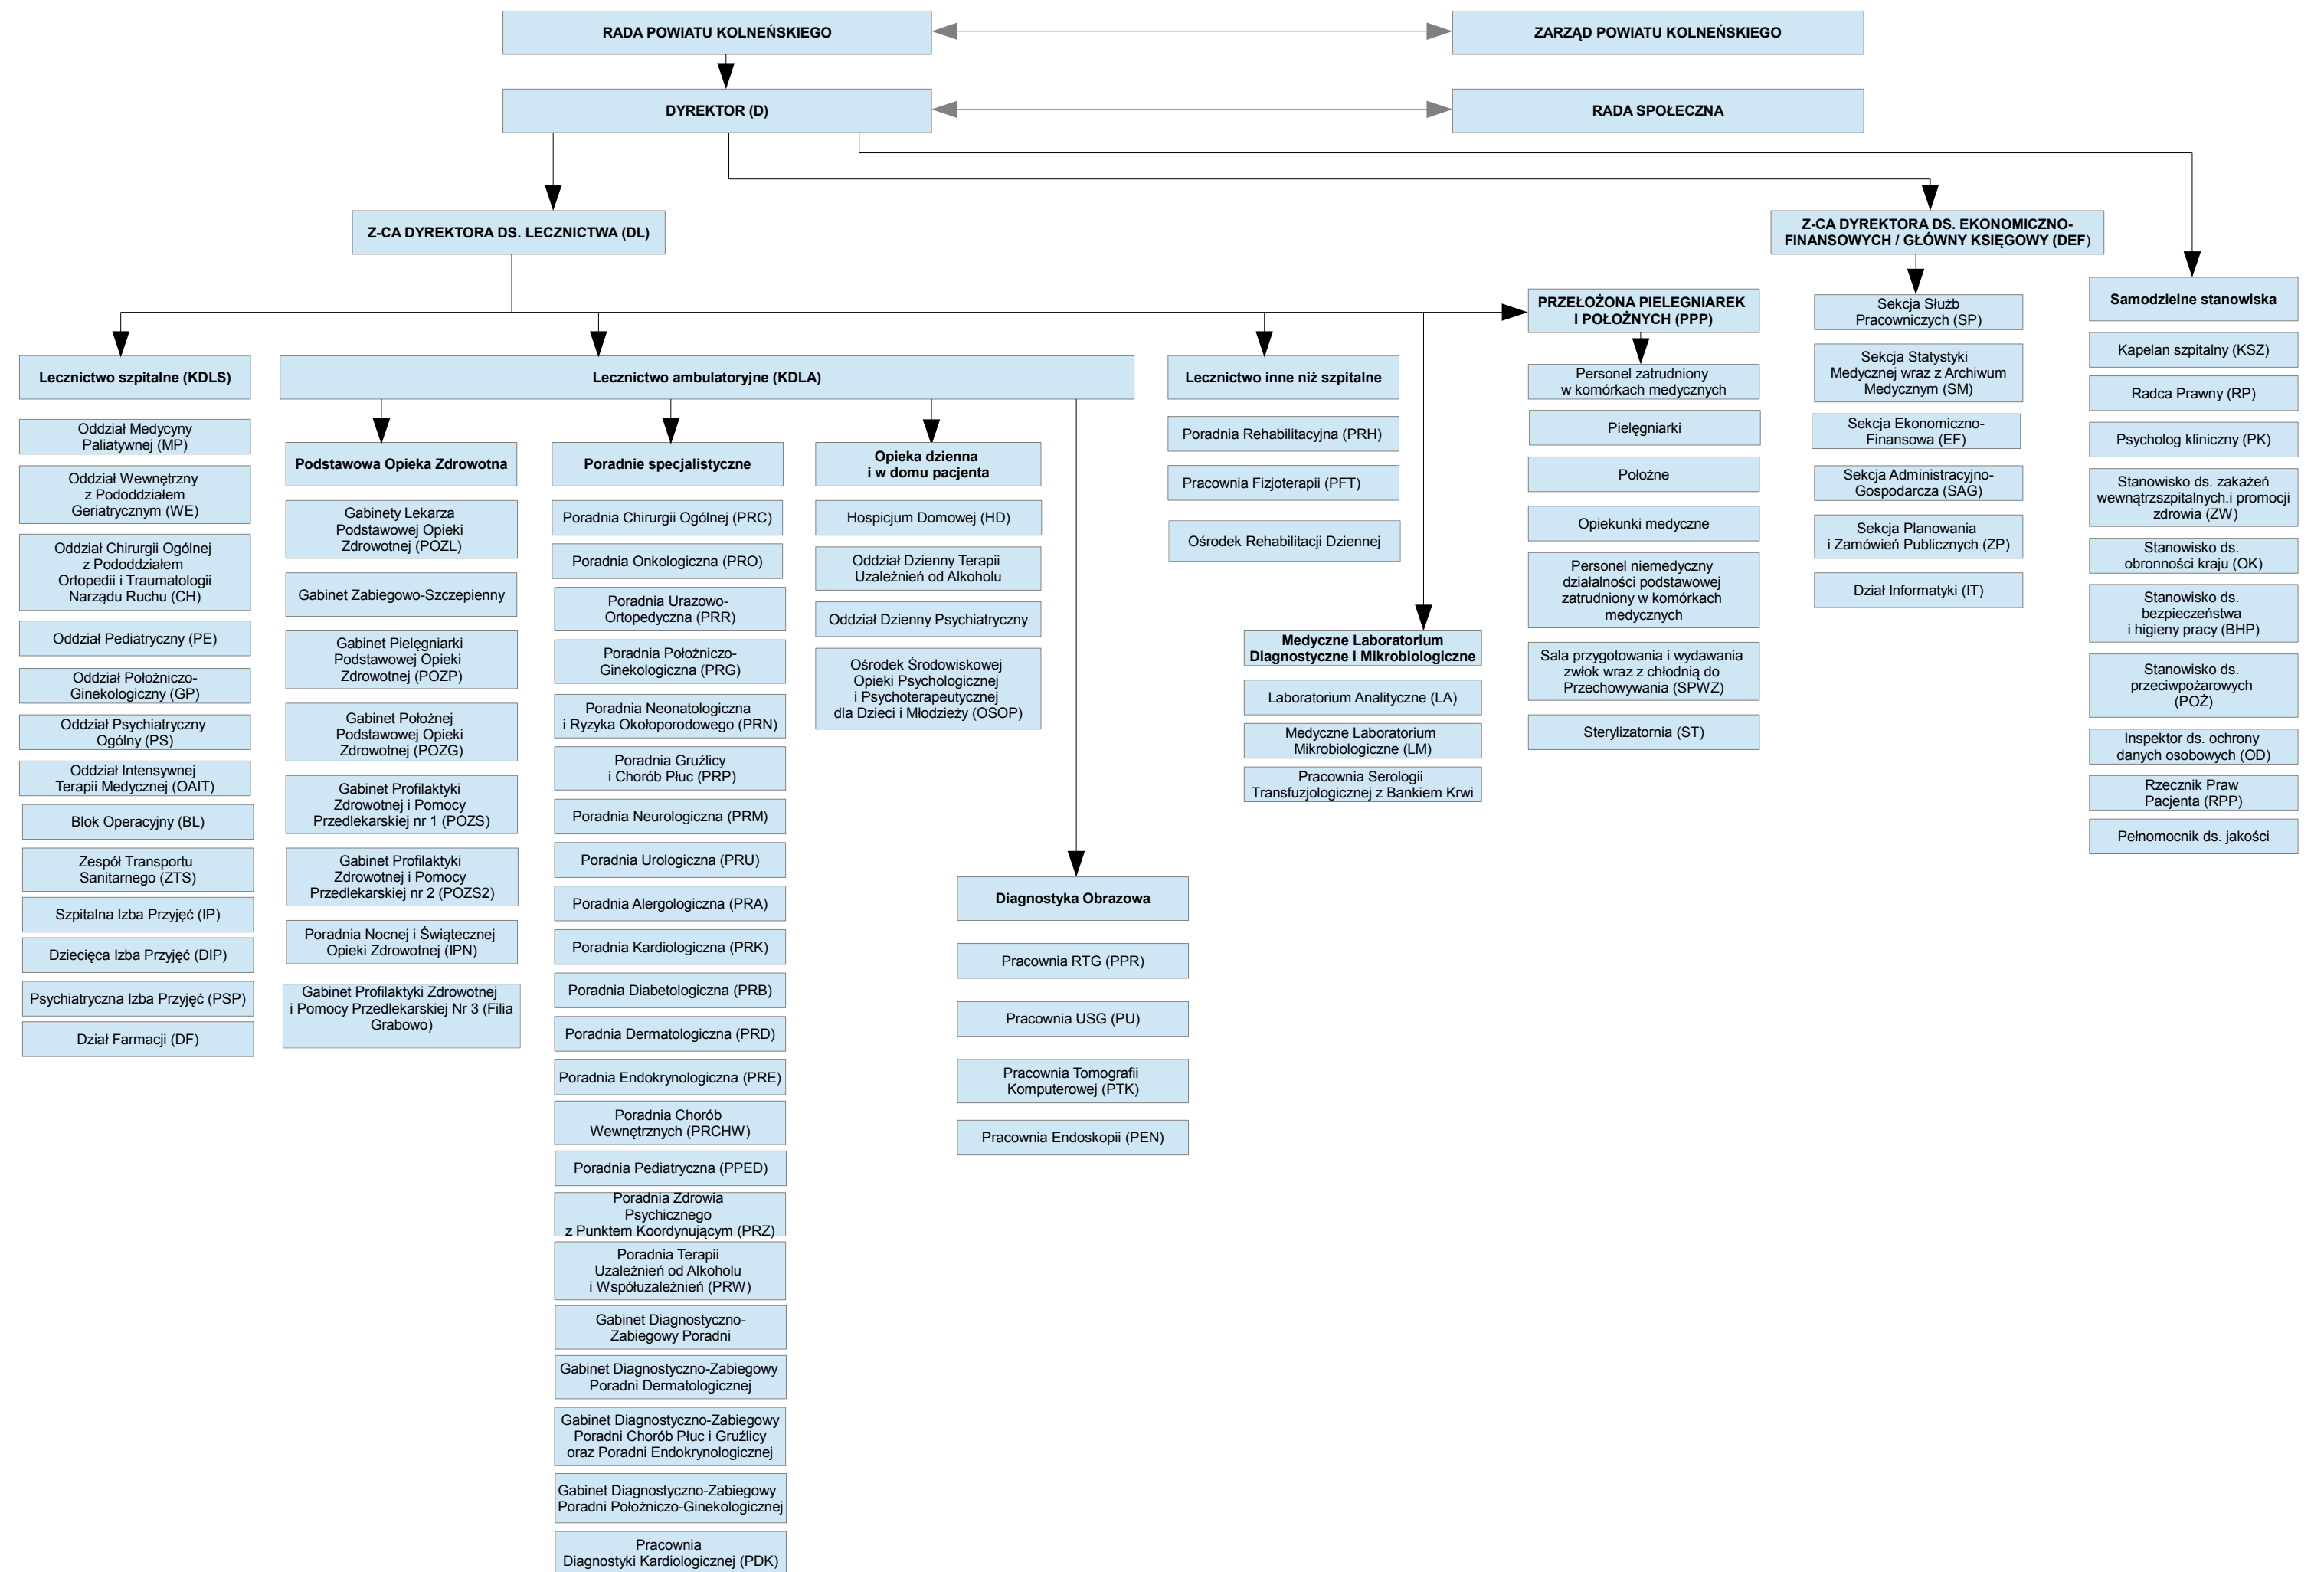 RADA POWIATU KOLNEŃSKIEGO
ZARZĄD POWIATU KOLNEŃSKIEGO
DYREKTOR (D)
RADA SPOŁECZNA
Z-CA DYREKTORA DS. LECZNICTWA (DL)
Z-CA DYREKTORA DS. EKONOMICZNO-
FINANSOWYCH / GŁÓWNY KSIĘGOWY (DEF)
Lecznictwo szpitalne (KDLS)
Oddział Medycyny
Paliatywnej (MP)
Oddział Wewnętrzny
z Pododdziałem
Geriatrycznym (WE)
Oddział Chirurgii Ogólnej
z Pododdziałem
Ortopedii i Traumatologii
Narządu Ruchu (CH)
Oddział Pediatryczny (PE)
Oddział Położniczo-
Ginekologiczny (GP)
Oddział Psychiatryczny
Ogólny (PS)
Oddział Intensywnej
Terapii Medycznej (OAIT)
Blok Operacyjny (BL)
Zespół Transportu
Sanitarnego (ZTS)
Szpitalna Izba Przyjęć (IP)
Dziecięca Izba Przyjęć (DIP)
Psychiatryczna Izba Przyjęć (PSP)
Dział Farmacji (DF)
Lecznictwo ambulatoryjne (KDLA)
Podstawowa Opieka Zdrowotna
Gabinety Lekarza
Podstawowej Opieki
Zdrowotnej (POZL)
Gabinet Zabiegowo-Szczepienny
Gabinet Pielęgniarki
Podstawowej Opieki
Zdrowotnej (POZP)
Gabinet Położnej
Podstawowej Opieki
Zdrowotnej (POZG)
Gabinet Profilaktyki
Zdrowotnej i Pomocy
Przedlekarskiej nr 1 (POZS)
Gabinet Profilaktyki
Zdrowotnej i Pomocy
Przedlekarskiej nr 2 (POZS2)
Poradnia Nocnej i Świątecznej
Opieki Zdrowotnej (IPN)
Gabinet Profilaktyki Zdrowotnej
i Pomocy Przedlekarskiej Nr 3 (Filia
Grabowo)
Poradnie specjalistyczne
Poradnia Chirurgii Ogólnej (PRC)
Poradnia Onkologiczna (PRO)
Poradnia Urazowo-
Ortopedyczna (PRR)
Poradnia Położniczo-
Ginekologiczna (PRG)
Poradnia Neonatologiczna
i Ryzyka Okołoporodowego (PRN)
Poradnia Gruźlicy
i Chorób Płuc (PRP)
Poradnia Neurologiczna (PRM)
Poradnia Urologiczna (PRU)
Poradnia Alergologiczna (PRA)
Poradnia Kardiologiczna (PRK)
Poradnia Diabetologiczna (PRB)
Poradnia Dermatologiczna (PRD)
Poradnia Endokrynologiczna (PRE)
Poradnia Chorób
Wewnętrznych (PRCHW)
Poradnia Pediatryczna (PPED)
Poradnia Zdrowia
Psychicznego
z Punktem Koordynującym (PRZ)
Poradnia Terapii
Uzależnień od Alkoholu
i Współuzależnień (PRW)
Gabinet Diagnostyczno-
Zabiegowy Poradni
Gabinet Diagnostyczno-Zabiegowy
Poradni Dermatologicznej
Gabinet Diagnostyczno-Zabiegowy
Poradni Chorób Płuc i Gruźlicy
oraz Poradni Endokrynologicznej
Gabinet Diagnostyczno-Zabiegowy
Poradni Położniczo-Ginekologicznej
Pracownia
Diagnostyki Kardiologicznej (PDK)
Opieka dzienna
i w domu pacjenta
Hospicjum Domowej (HD)
Oddział Dzienny Terapii
Uzależnień od Alkoholu
Oddział Dzienny Psychiatryczny
Ośrodek Środowiskowej
Opieki Psychologicznej
i Psychoterapeutycznej
dla Dzieci i Młodzieży (OSOP)
Diagnostyka Obrazowa
Pracownia RTG (PPR)
Pracownia USG (PU)
Pracownia Tomografii
Komputerowej (PTK)
Pracownia Endoskopii (PEN)
Lecznictwo inne niż szpitalne
Poradnia Rehabilitacyjna (PRH)
Pracownia Fizjoterapii (PFT)
Ośrodek Rehabilitacji Dziennej
Medyczne Laboratorium
Diagnostyczne i Mikrobiologiczne
Laboratorium Analityczne (LA)
Medyczne Laboratorium
Mikrobiologiczne (LM)
Pracownia Serologii
Transfuzjologicznej z Bankiem Krwi
PRZEŁOŻONA PIELEGNIAREK
I POŁOŻNYCH (PPP)
Personel zatrudniony
w komórkach medycznych
Pielęgniarki
Położne
Opiekunki medyczne
Personel niemedyczny
działalności podstawowej
zatrudniony w komórkach
medycznych
Sala przygotowania i wydawania
zwłok wraz z chłodnią do
Przechowywania (SPWZ)
Sterylizatornia (ST)
Sekcja Służb
Pracowniczych (SP)
Sekcja Statystyki
Medycznej wraz z Archiwum
Medycznym (SM)
Sekcja Ekonomiczno-
Finansowa (EF)
Sekcja Administracyjno-
Gospodarcza (SAG)
Sekcja Planowania
i Zamówień Publicznych (ZP)
Dział Informatyki (IT)
Samodzielne stanowiska
Kapelan szpitalny (KSZ)
Radca Prawny (RP)
Psycholog kliniczny (PK)
Stanowisko ds. zakażeń
wewnątrzszpitalnych.i promocji
zdrowia (ZW)
Stanowisko ds.
obronności kraju (OK)
Stanowisko ds.
bezpieczeństwa
i higieny pracy (BHP)
Stanowisko ds.
przeciwpożarowych
(POŻ)
Inspektor ds. ochrony
danych osobowych (OD)
Rzecznik Praw
Pacjenta (RPP)
Pełnomocnik ds. jakości